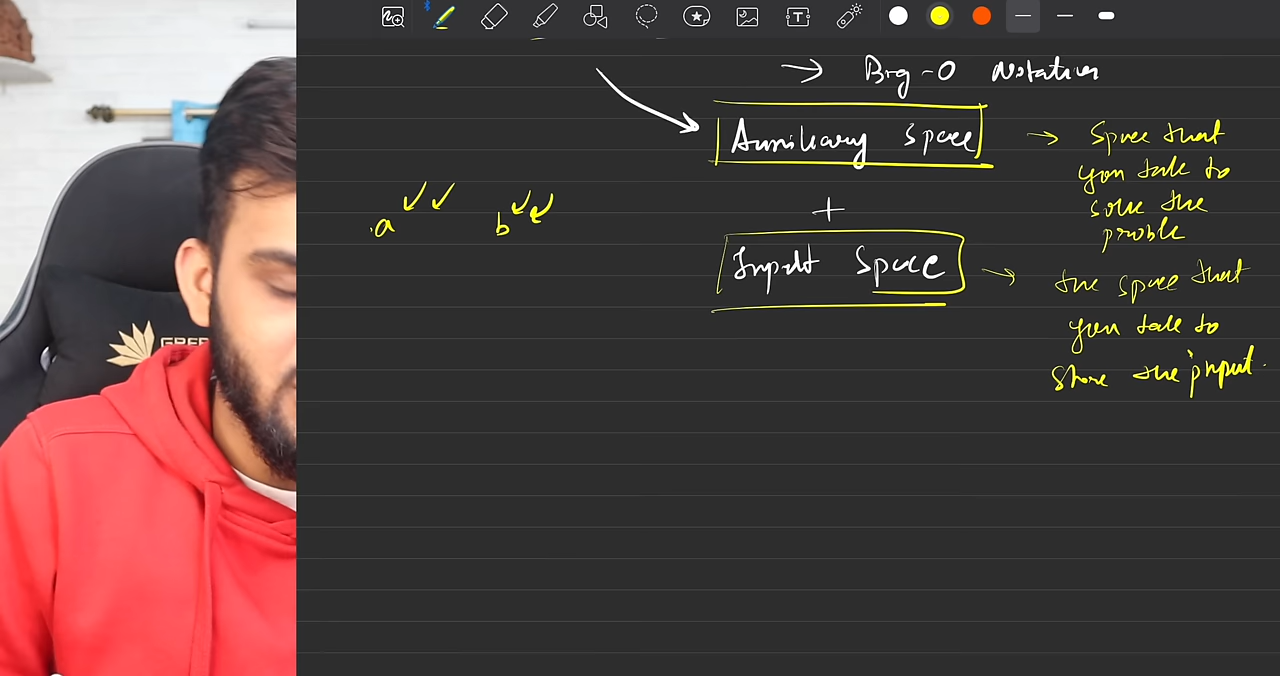 → Big-O Notation
Auxiliary Space
→ Space that
you take to
solve the
proble
a b
+
Input Space
→ the space that
you take to
store the input.